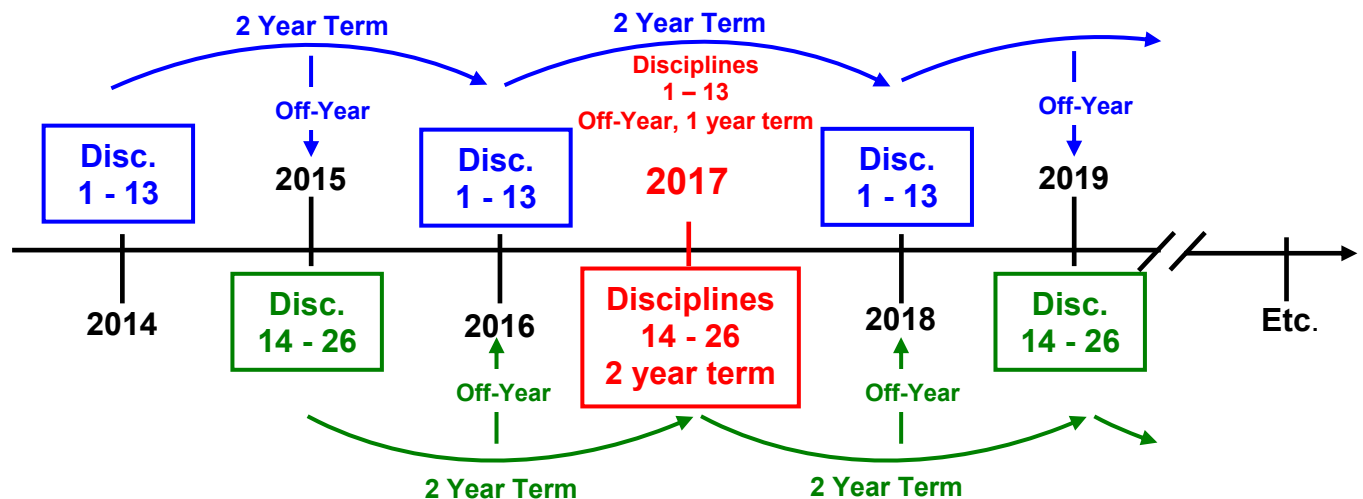 2 Year Term
2 Year Term
Disciplines
1 – 13
Off-Year, 1 year term
Off-Year
Off-Year
Disc.
1 - 13
2015
Disc.
1 - 13
2017
Disc.
1 - 13
2019
2014
Disc.
14 - 26
2016
Disciplines
14 - 26
2 year term
2018
Disc.
14 - 26
Etc.
Off-Year
Off-Year
2 Year Term
2 Year Term